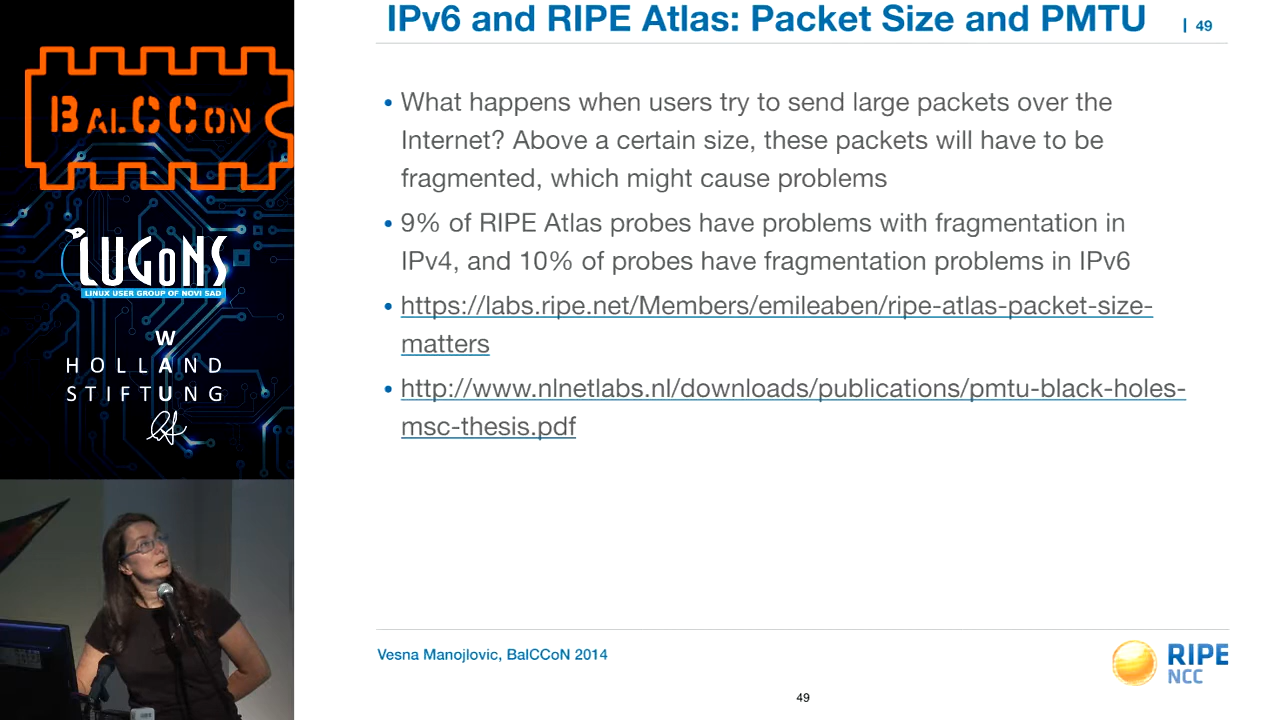 IPv6 and RIPE Atlas: Packet Size and PMTU
| 49
BALCCON
LUGoNS
LINUX USER GROUP OF NOVI SAD
W
HOLLAND
STIFTUNG
• What happens when users try to send large packets over the
Internet? Above a certain size, these packets will have to be
fragmented, which might cause problems
• 9% of RIPE Atlas probes have problems with fragmentation in
IPv4, and 10% of probes have fragmentation problems in IPv6
• https://labs.ripe.net/Members/emileaben/ripe-atlas-packet-size-
matters
• http://www.nlnetlabs.nl/downloads/publications/pmtu-black-holes-
msc-thesis.pdf
Vesna Manojlovic, BalCCoN 2014
RIPE
NCC
49